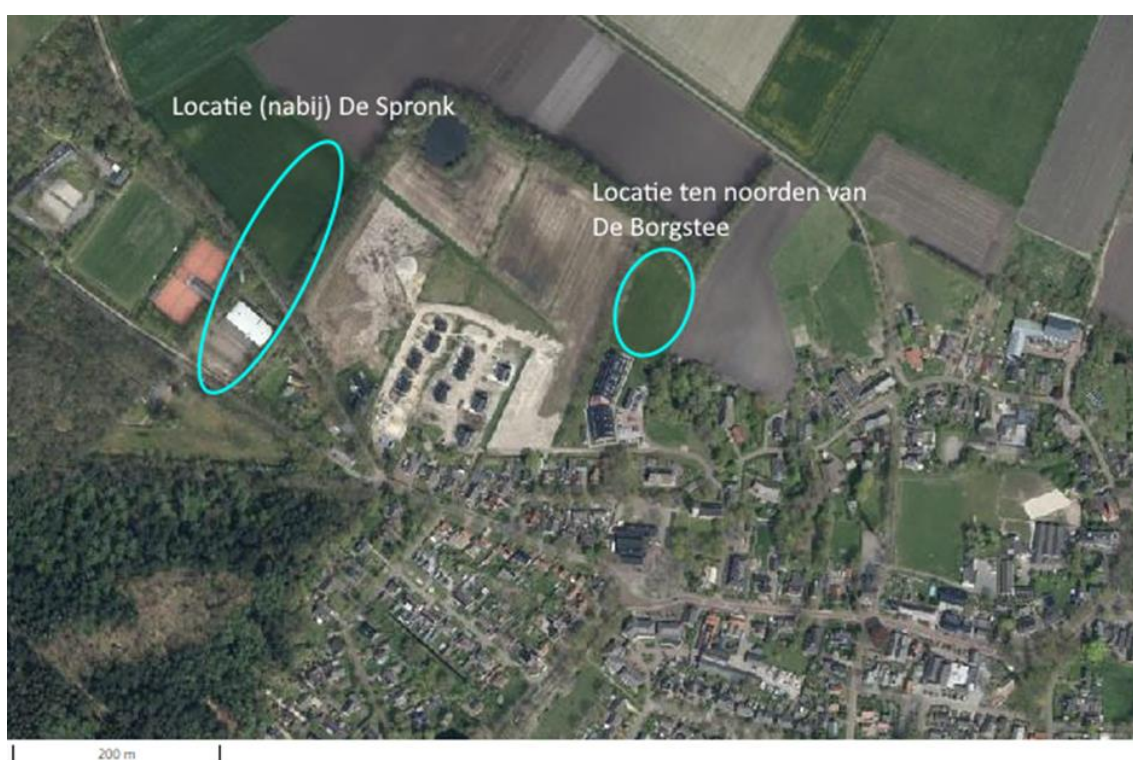 Locatie (nabij) De Spronk
Locatie ten noorden van
De Borgstee
200 m